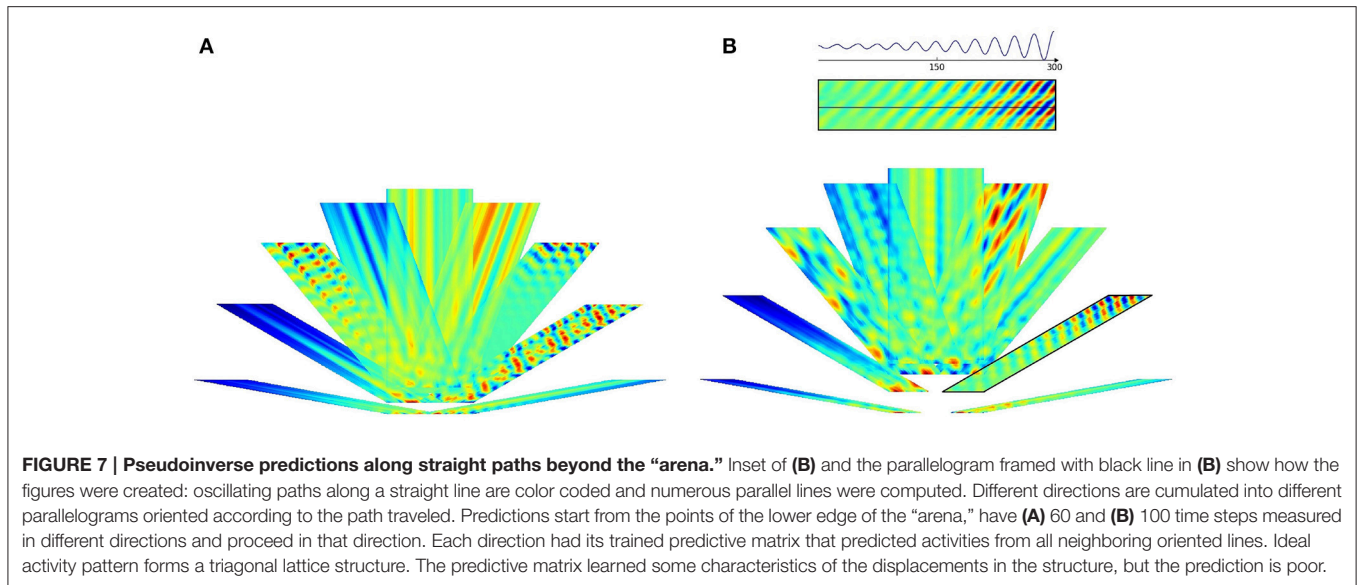 A
B
150
300
FIGURE 7 | Pseudoinverse predictions along straight paths beyond the “arena.” Inset of (B) and the parallelogram framed with black line in (B) show how the
figures were created: oscillating paths along a straight line are color coded and numerous parallel lines were computed. Different directions are cumulated into different
parallelograms oriented according to the path traveled. Predictions start from the points of the lower edge of the “arena,” have (A) 60 and (B) 100 time steps measured
in different directions and proceed in that direction. Each direction had its trained predictive matrix that predicted activities from all neighboring oriented lines. Ideal
activity pattern forms a triagonal lattice structure. The predictive matrix learned some characteristics of the displacements in the structure, but the prediction is poor.